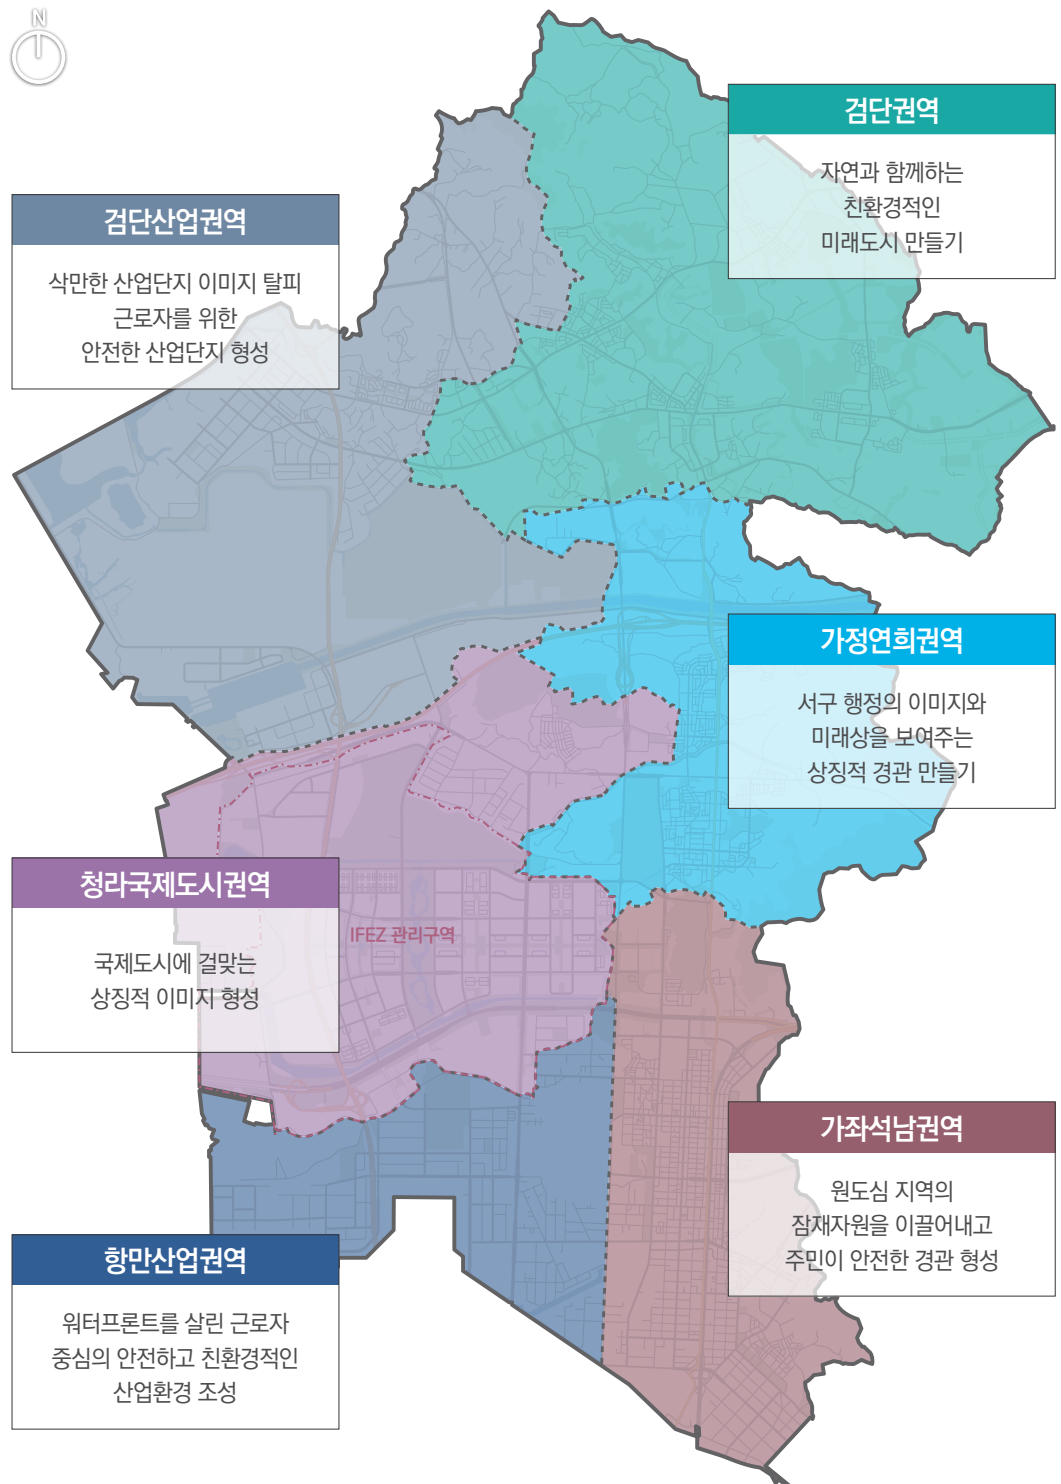 N
검단권역
자연과 함께하는
친환경적인
미래도시 만들기
검단산업권역
삭만한 산업단지 이미지 탈피
근로자를 위한
안전한 산업단지 형성
가정연희권역
서구 행정의 이미지와
미래상을 보여주는
상징적 경관 만들기
청라국제도시권역
국제도시에 걸맞는
상징적 이미지 형성
IFEZ 관리구역
가좌석남권역
원도심 지역의
잠재자원을 이끌어내고
주민이 안전한 경관 형성
항만산업권역
워터프론트를 살린 근로자
중심의 안전하고 친환경적인
산업환경 조성